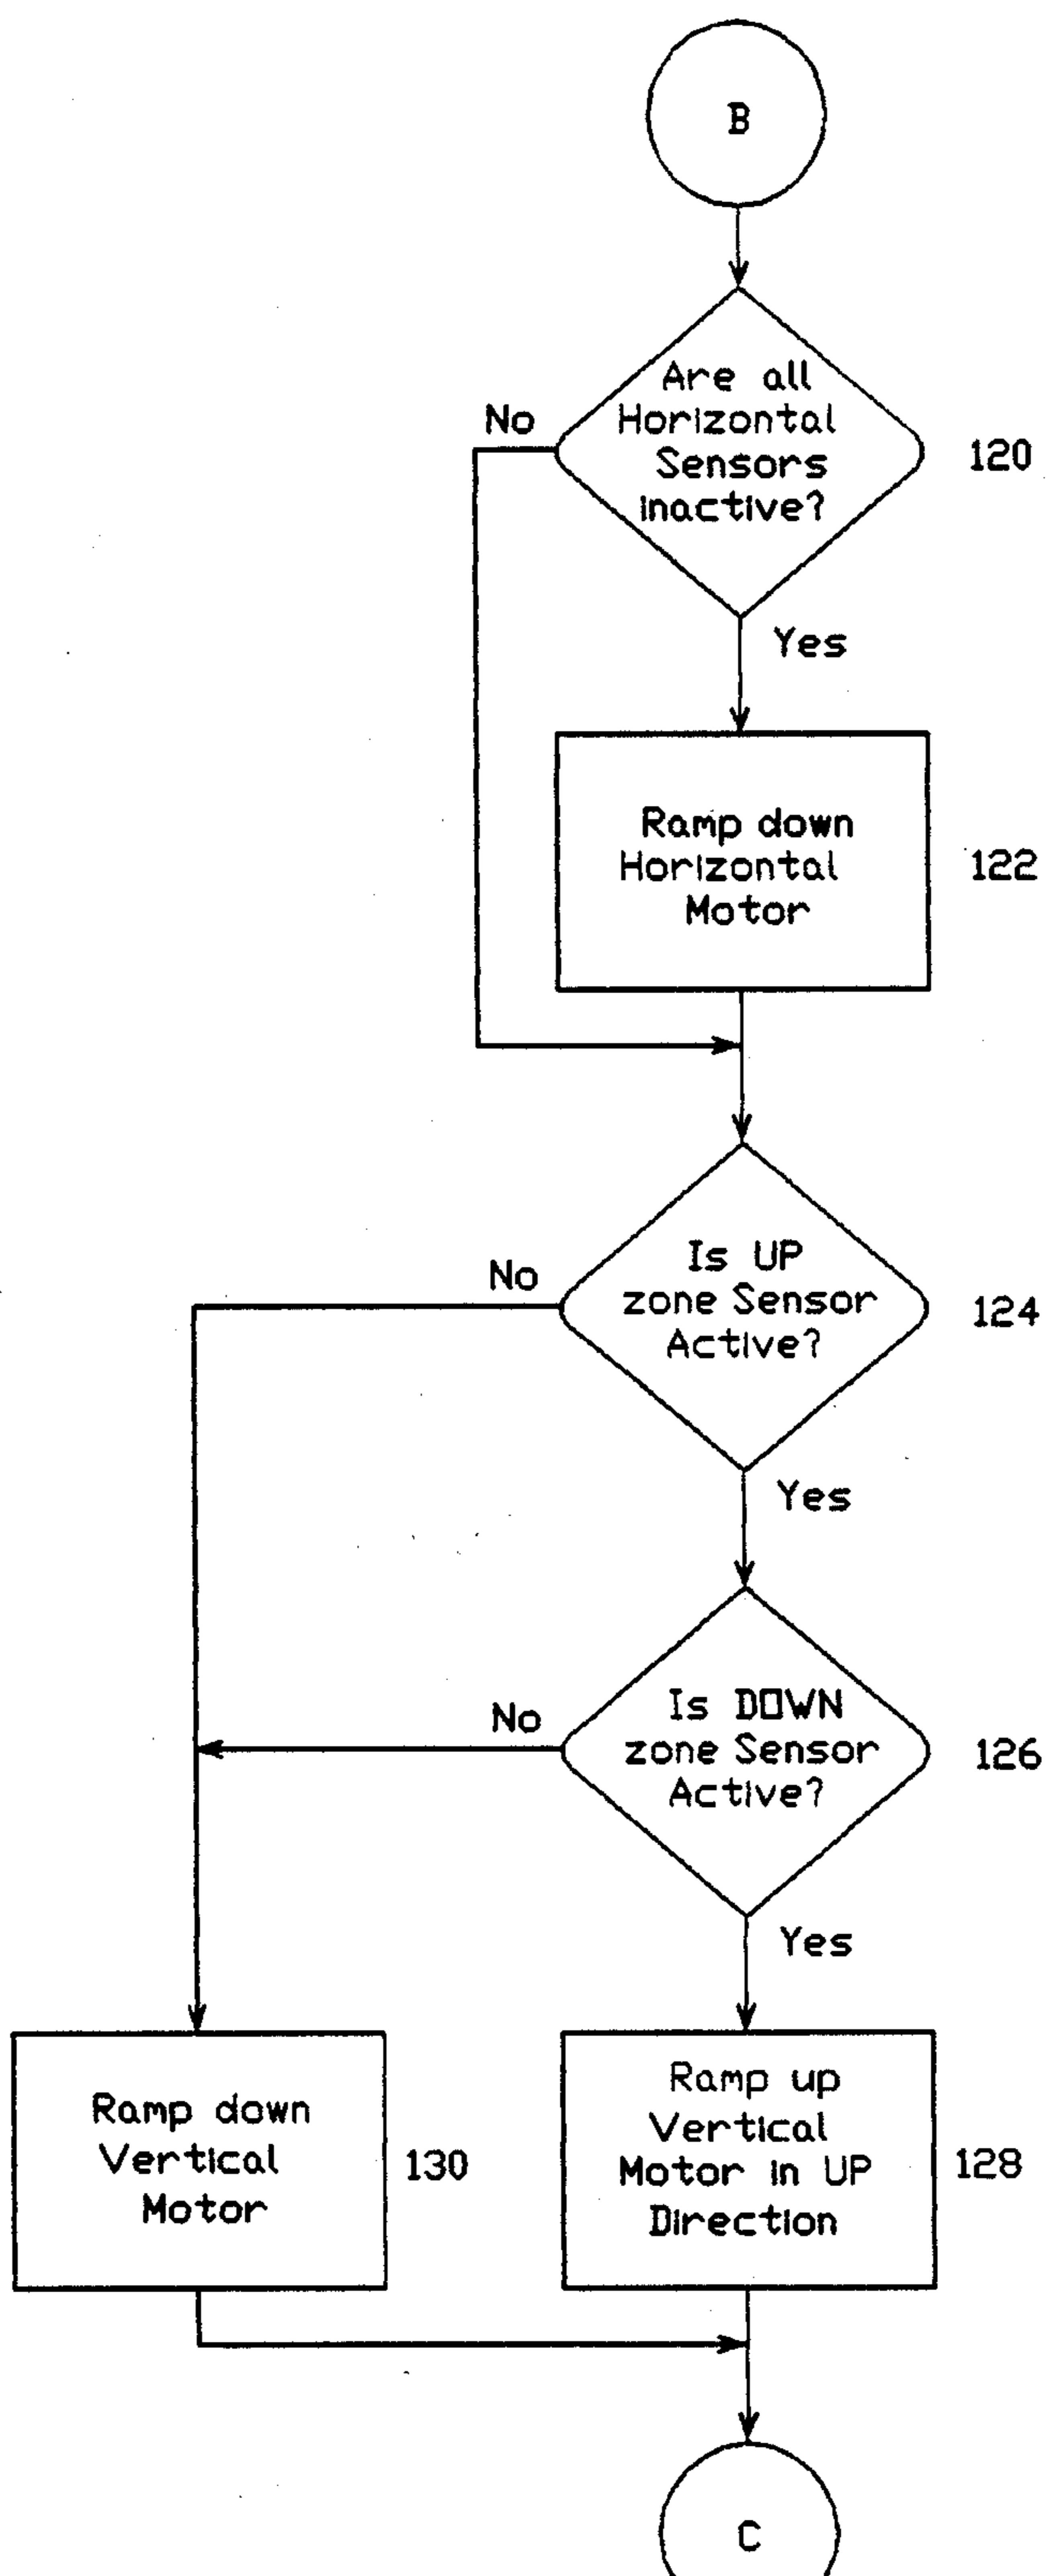 B
Are all
Horizontal
Sensors
inactive?
No
120
Yes
Ramp down
Horizontal
Motor
122
Is UP
zone Sensor
Active?
No
124
Yes
Is DOWN
zone Sensor
Active?
No
126
Yes
Ramp down
Vertical
Motor
130
Ramp up
Vertical
Motor in UP
Direction
128
C